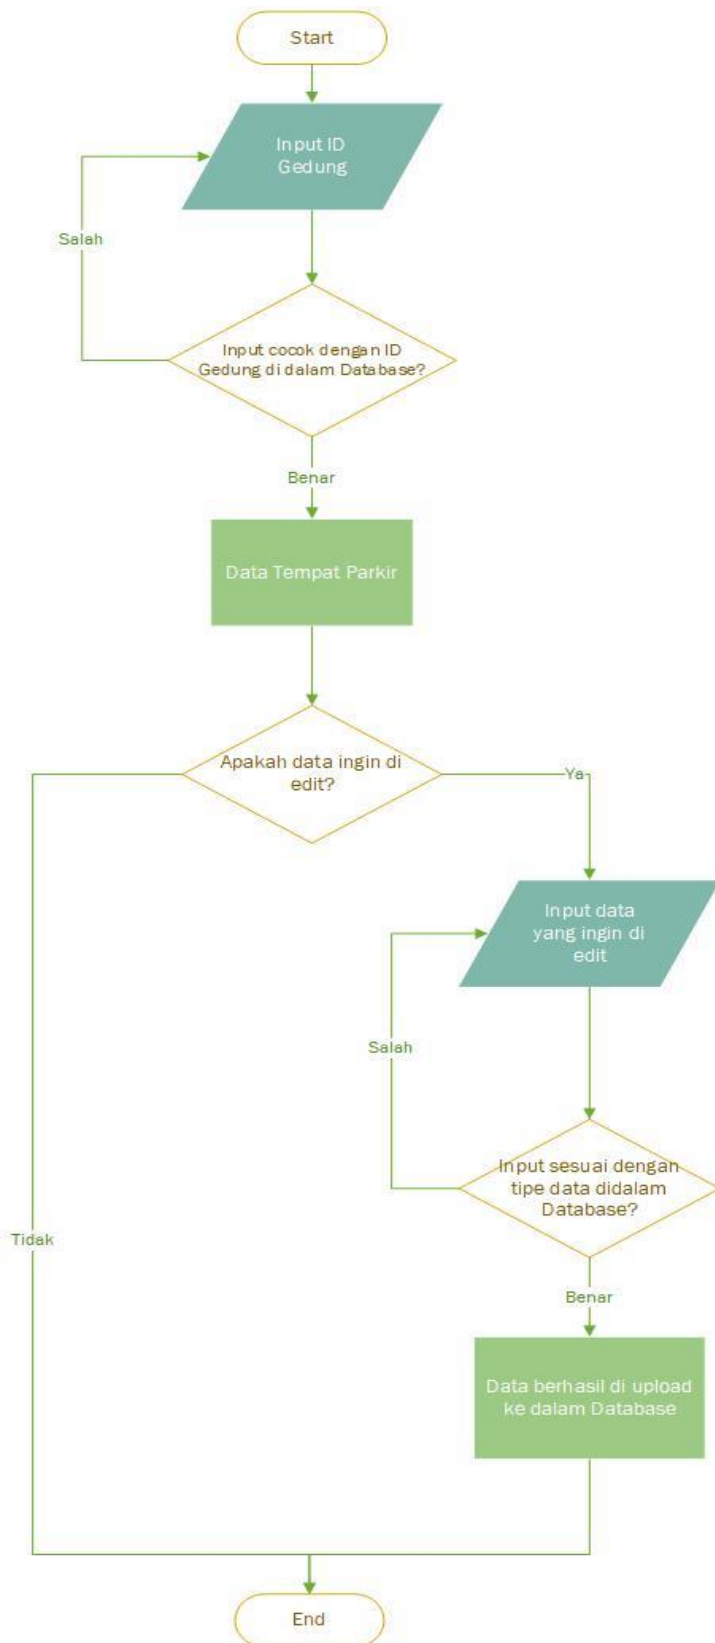 Start
Input ID
Gedung
Salah
Input cocok dengan ID
Gedung di dalam Database?
Benar
Data Tempat Parkir
Apakah data ingin di
edit?
Ya
Input data
yang ingin di
edit
Salah
Input sesuai dengan
tipe data didalam
Database?
Tidak
Benar
Data berhasil di upload
ke dalam Database
End